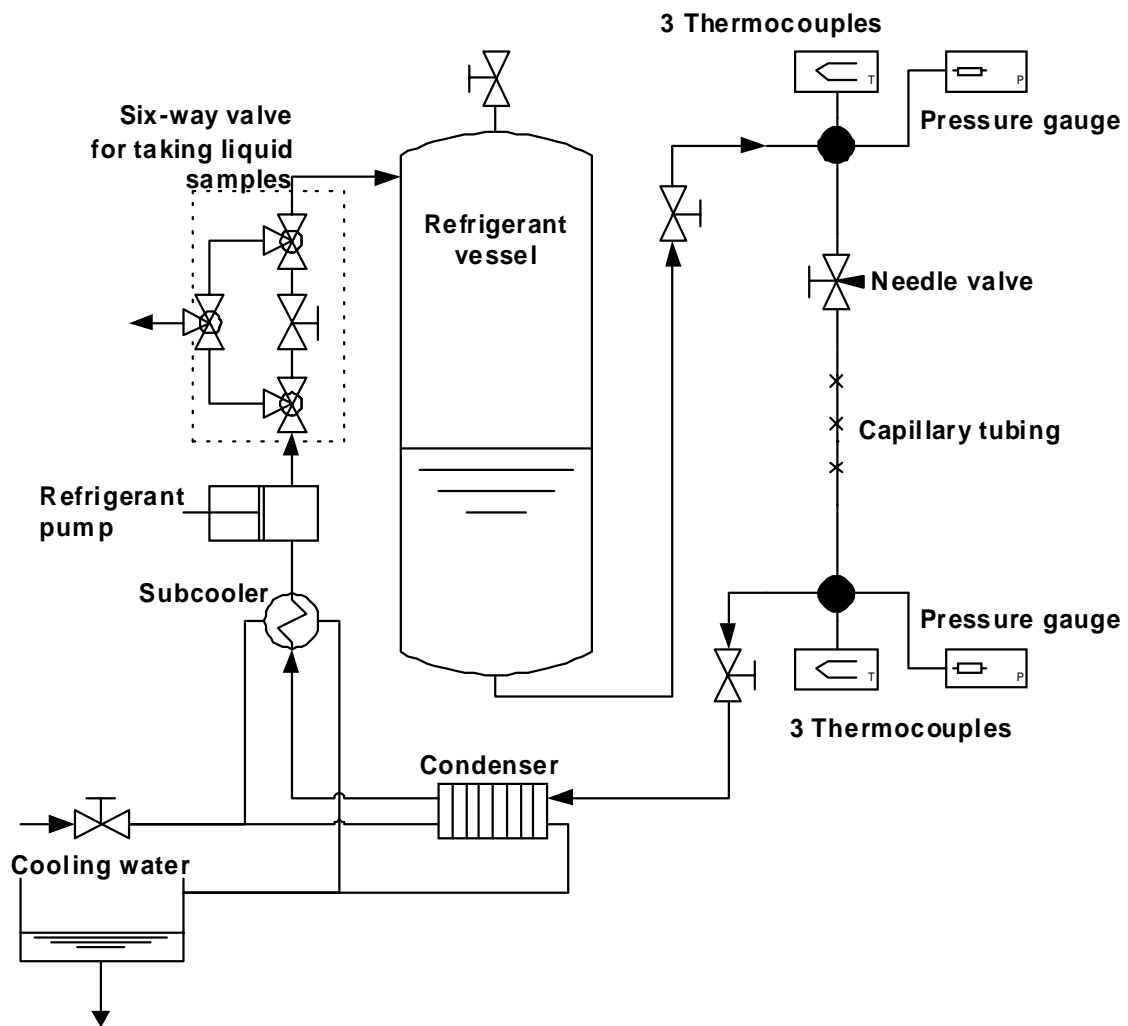 3 Thermocouples
T
P
Pressure gauge
Six-way valve
for taking liquid
samples
Refrigerant
vessel
Needle valve
Capillary tubing
Refrigerant
pump
Subcooler
Pressure gauge
T
P
3 Thermocouples
Condenser
Cooling water